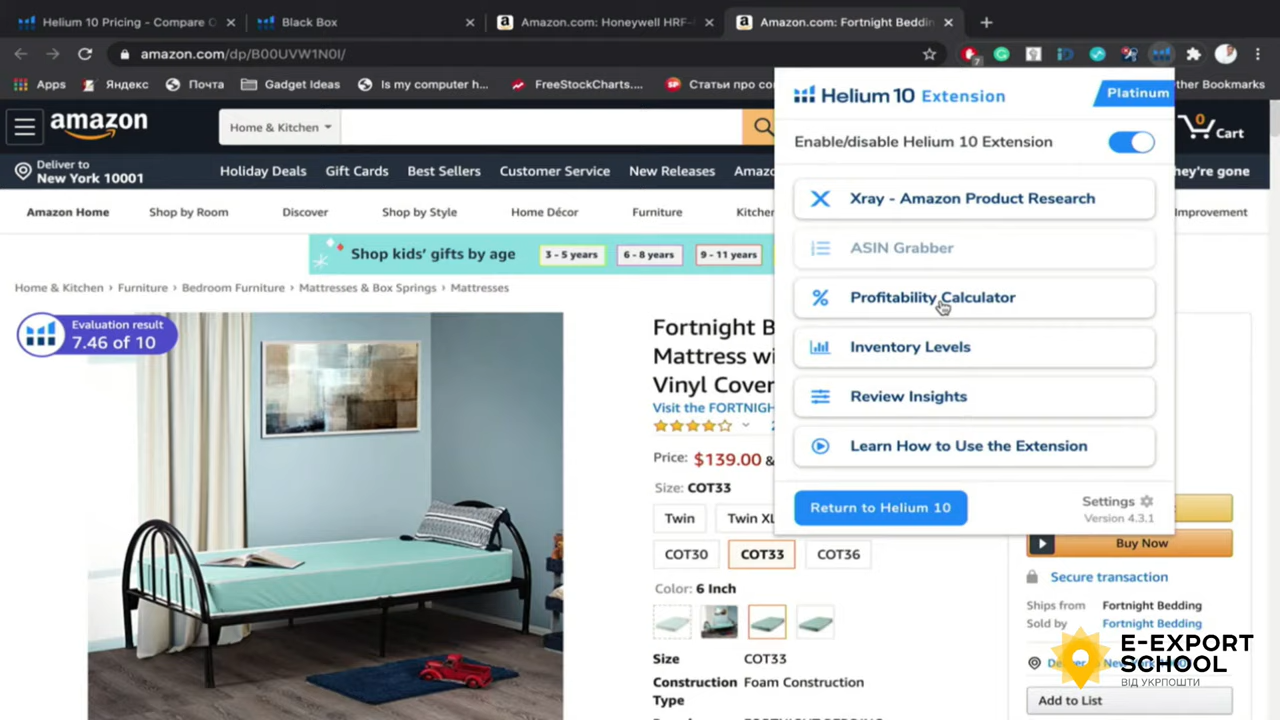 Helium 10 Pricing - Compare
Black Box
Amazon.com: Honeywell HRF-
Amazon.com: Fortnight Beddin
amazon.com/dp/B00UVW1N0I/
7
Apps
Яндекс
Почта
Gadget Ideas
Is my computer h...
FreeStockCharts....
SP
Статьи про со
ther Bookmarks
amazon
Home & Kitchen
0
Cart
Deliver to
New York 10001
Holiday Deals
Gift Cards
Best Sellers
Customer Service
New Releases
Amazo
hey're gone
Amazon Home
Shop by Room
Discover
Shop by Style
Home Décor
Furniture
Kitchen
Improvement
Shop kids' gifts by age
3 - 5 years
6 - 8 years
9 - 11 years
Home & Kitchen › Furniture › Bedroom Furniture › Mattresses & Box Springs › Mattresses
Evaluation result
7.46 of 10
Fortnight B
Mattress wi
Vinyl Cover
Visit the FORTNIGH
Price: $139.00 &
Size: COT33
Twin
Twin XL
COT30
COT33
COT36
Color: 6 Inch
Size COT33
Construction Foam Construction
Type
Helium 10 Extension
Platinum
Enable/disable Helium 10 Extension
Xray - Amazon Product Research
ASIN Grabber
Profitability Calculator
Inventory Levels
Review Insights
Learn How to Use the Extension
Return to Helium 10
Settings
Version 4.3.1
Buy Now
Secure transaction
Ships from Fortnight Bedding
Sold by Fortnight Bedding
Deliver to New York
Add to List
E-EXPORT
SCHOOL
ВІД УКРПОШТИ